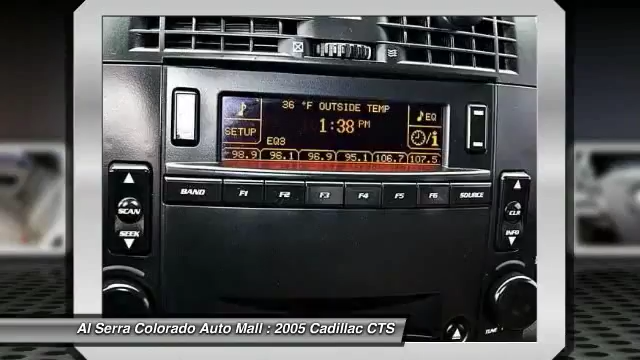 36 °F OUTSIDE TEMP
1:38 PM
EQ
SETUP
EQ3
i
98.9 96.1 96.9 95.1 106.7 107.5
BAND F1 F2 F3 F4 F5 F6 SOURCE
SCAN
SEEK
CLR
INFO
TUNE
Al Serra Colorado Auto Mall : 2005 Cadillac CTS